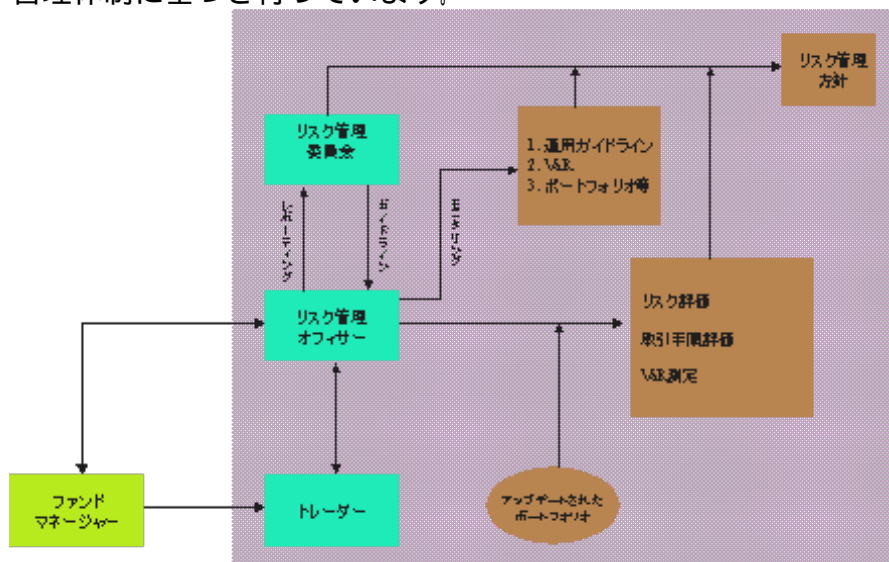 管理体制に基づき行っています。
リスク管理
方針
リスク管理
委員会
1.運用ガイドライン
2.VAR
3.ポートフォリオ等
レポーティング
ガイドライン
モニタリング
リスク管理
オフィサー
リスク評価
取引手順評価
VAR測定
ファンド
マネージャー
トレーダー
アップデートされた
ポートフォリオ